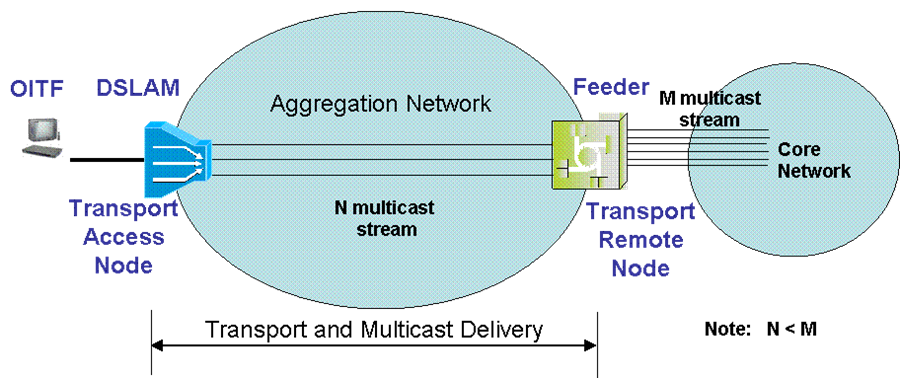 OITF
DSLAM
Aggregation Network
Feeder
M multicast
stream
Core
Network
N multicast
stream
Transport
Access
Node
Transport
Remote
Node
Transport and Multicast Delivery
Note: N < M